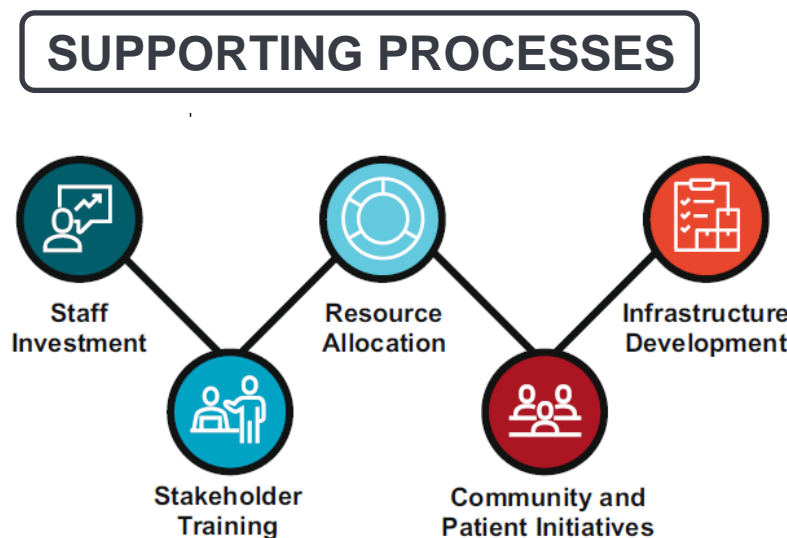 SUPPORTING PROCESSES
Staff
Investment
Stakeholder
Training
Resource
Allocation
Community and
Patient Initiatives
Infrastructure
Development